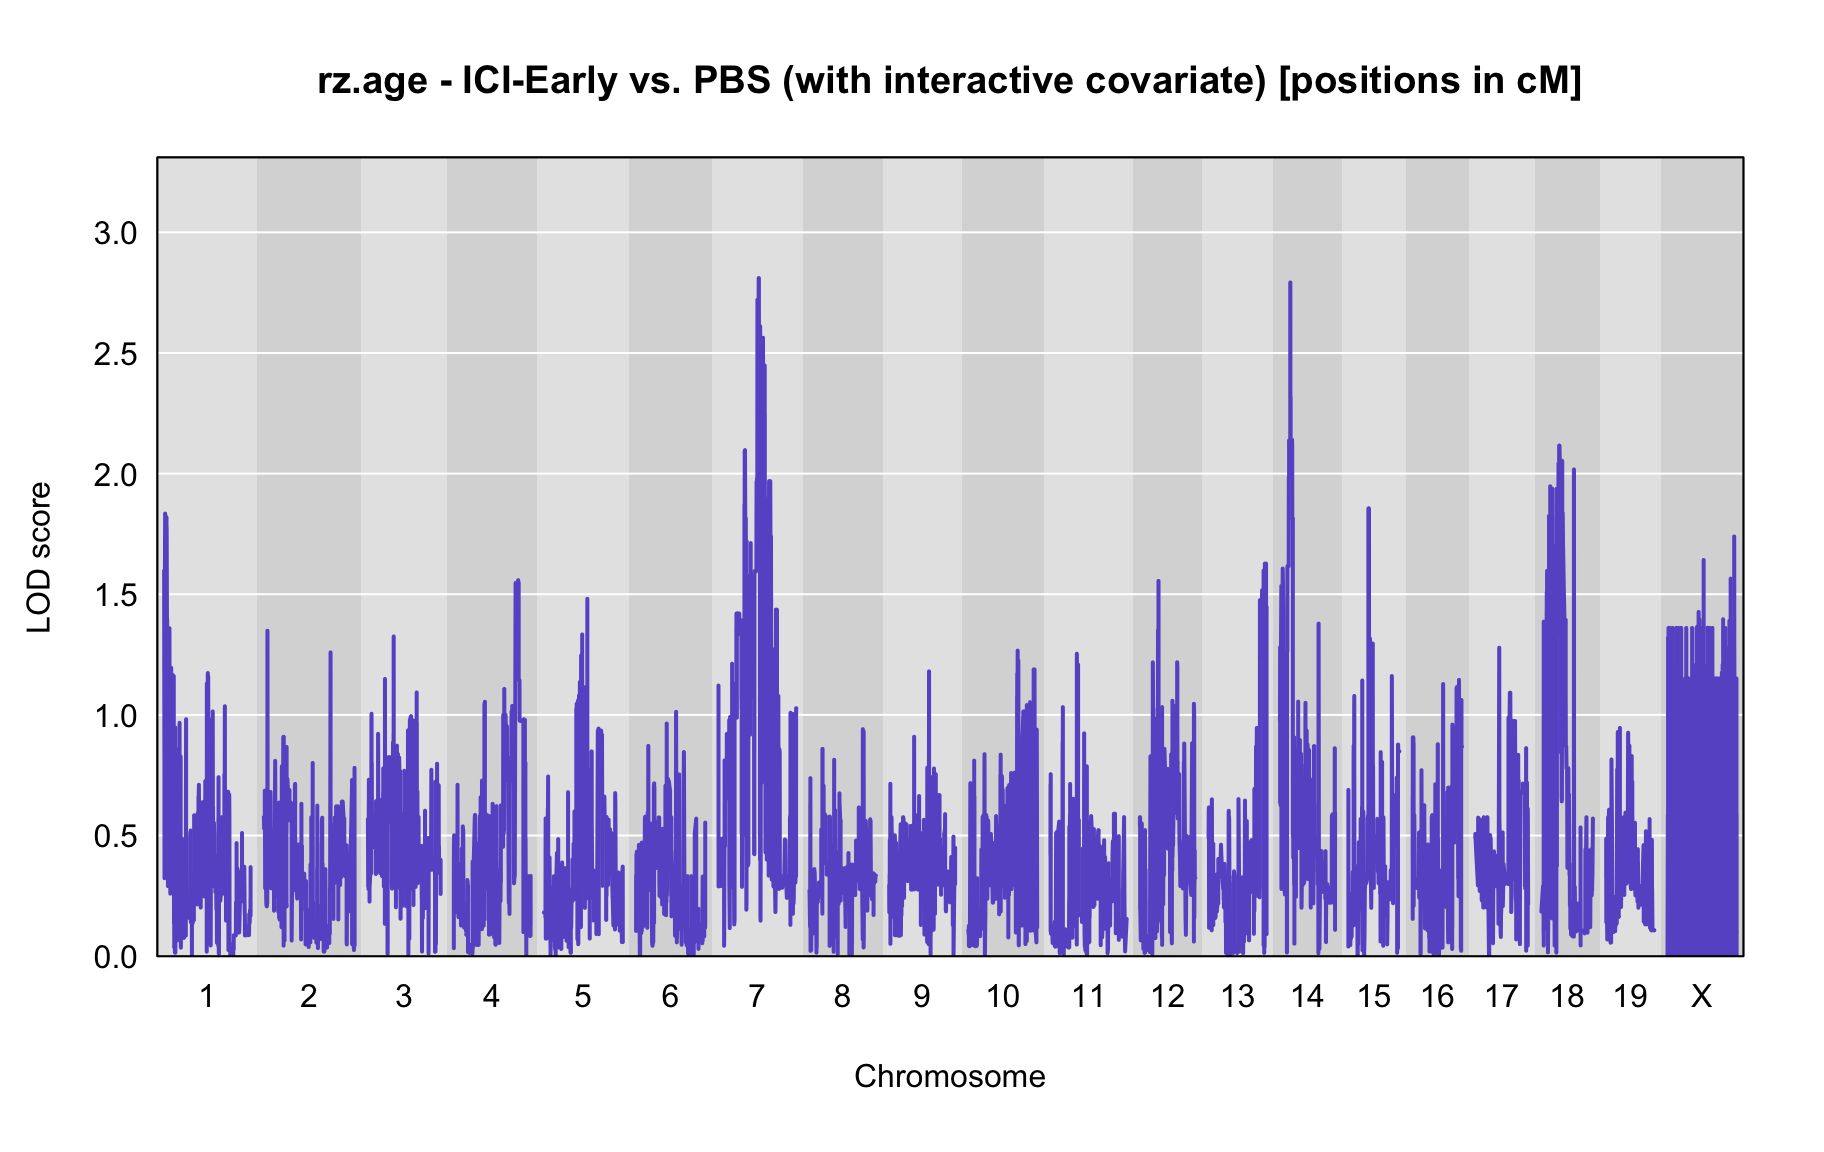 rz.age - ICI-Early vs. PBS (with interactive covariate) [positions in cM]
LOD score
3.0
2.5
2.0
1.5
1.0
0.5
0.0
1 2 3 4 5 6 7 8 9 10 11 12 13 14 15 16 17 18 19 X
Chromosome